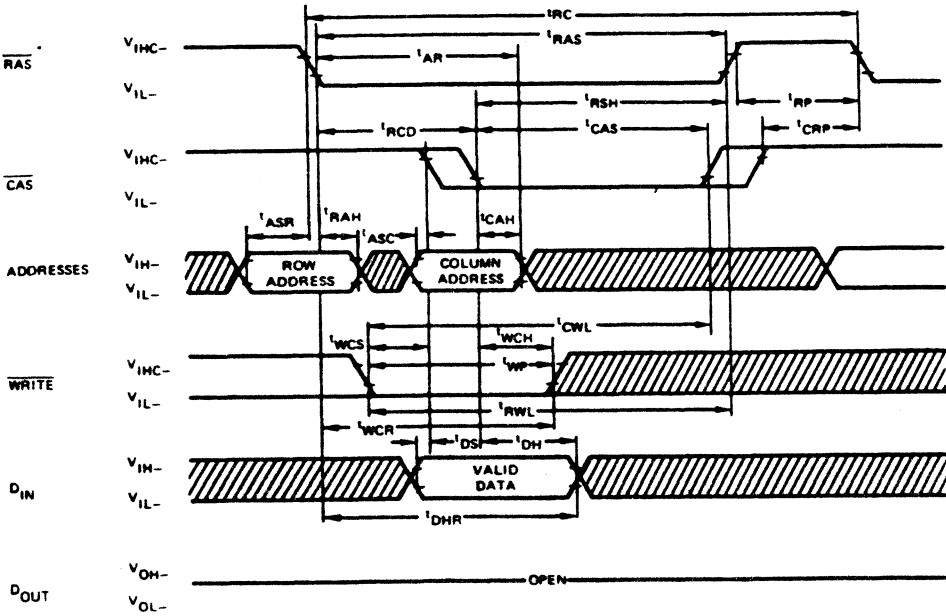 tRC
tRAS
tAR
RAS
VIHC-
VIL-
tRSH
tRP
tRCD
tCAS
tCRP
CAS
VIHC-
VIL-
tASR
tRAH
tASC
tCAH
ADDRESSES
VIH-
VIL-
ROW ADDRESS
COLUMN ADDRESS
tCWL
tWCS
tWCH
WRITE
VIHC-
VIL-
tWP
tRWL
tWCR
tDS
tDH
DIN
VIH-
VIL-
VALID DATA
tDHR
DOUT
VOH-
VOL-
OPEN